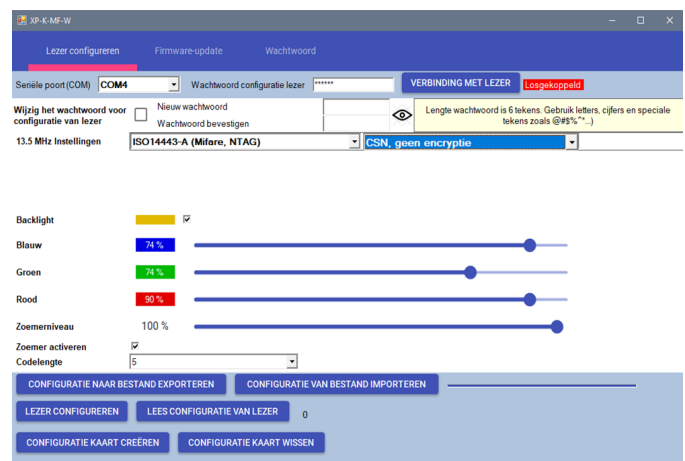 XP-K-MF-W
Lezer configureren Firmware-update Wachtwoord
Seriële poort (COM) COM4 Wachtwoord configuratie lezer ****** VERBINDING MET LEZER Losgekoppeld
Wijzig het wachtwoord voor configuratie van lezer
Nieuw wachtwoord
Wachtwoord bevestigen
Lengte wachtwoord is 6 tekens. Gebruik letters, cijfers en speciale
tekens zoals @#$%^*...)
13.5 MHz Instellingen ISO14443-A (Mifare, NTAG) CSN, geen encryptie
Backlight
Blauw 74 %
Groen 74 %
Rood 90 %
Zoemerniveau 100 %
Zoemer activeren
Codelengte 5
CONFIGURATIE NAAR BESTAND EXPORTEREN CONFIGURATIE VAN BESTAND IMPORTEREN
LEZER CONFIGUREREN LEES CONFIGURATIE VAN LEZER 0
CONFIGURATIE KAART CREËREN CONFIGURATIE KAART WISSEN